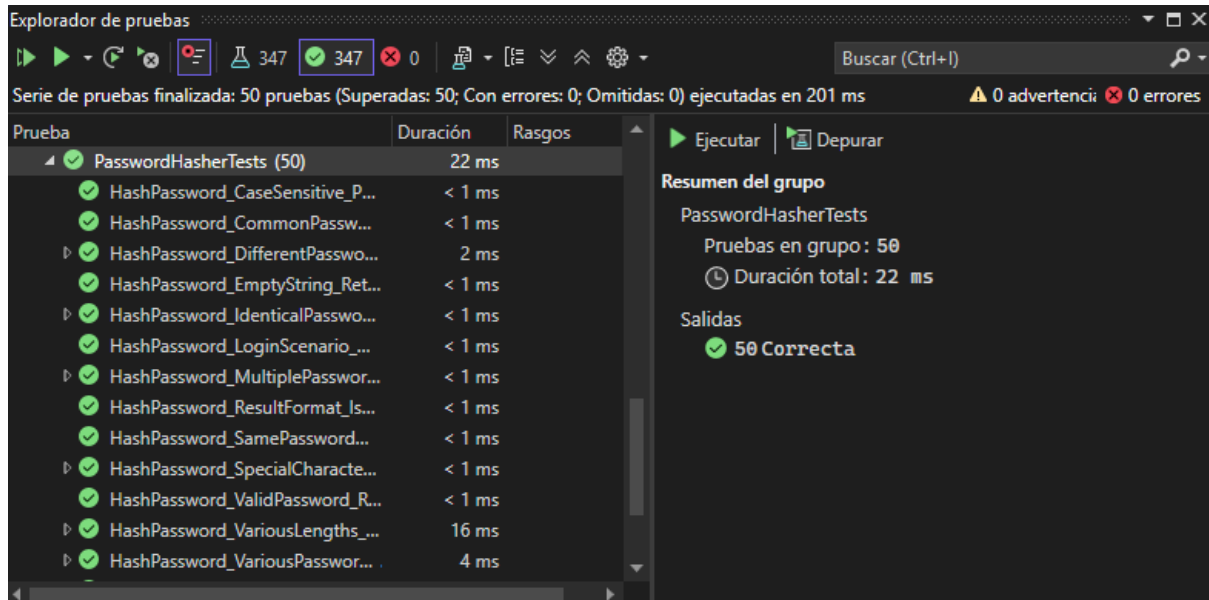 Explorador de pruebas
347 347 0 Buscar (Ctrl+I)
Serie de pruebas finalizada: 50 pruebas (Superadas: 50; Con errores: 0; Omitidas: 0) ejecutadas en 201 ms 0 advertencia 0 errores
Prueba Duración Rasgos
PasswordHasherTests (50) 22 ms
HashPassword_CaseSensitive_P... < 1 ms
HashPassword_CommonPassw... < 1 ms
HashPassword_DifferentPasswo... 2 ms
HashPassword_EmptyString_Ret... < 1 ms
HashPassword_IdenticalPasswo... < 1 ms
HashPassword_LoginScenario_... < 1 ms
HashPassword_MultiplePasswor... < 1 ms
HashPassword_ResultFormat_Is... < 1 ms
HashPassword_SamePassword... < 1 ms
HashPassword_SpecialCharacte... < 1 ms
HashPassword_ValidPassword_R... < 1 ms
HashPassword_VariousLengths_... 16 ms
HashPassword_VariousPasswor... 4 ms
Ejecutar Depurar
Resumen del grupo
PasswordHasherTests
Pruebas en grupo: 50
Duración total: 22 ms
Salidas
50 Correcta